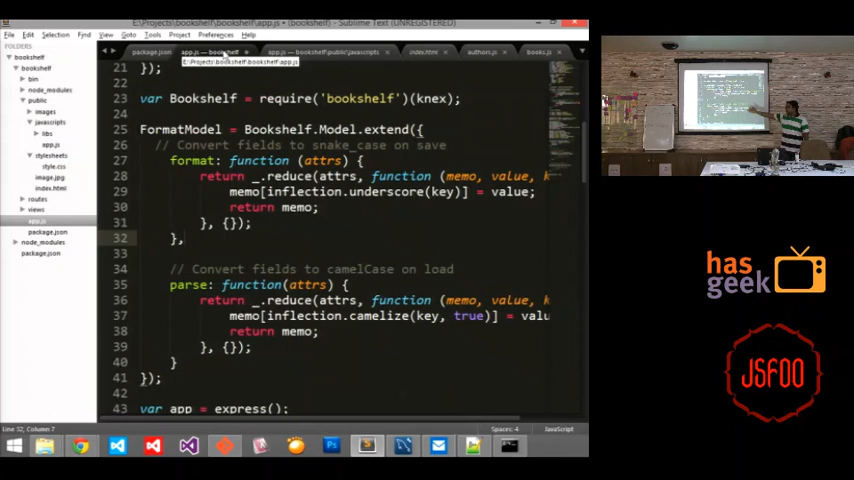 E:\Projects\bookshelf\bookshelf\app.js • (bookshelf) - Sublime Text (UNREGISTERED)
File Edit Selection Find View Goto Tools Project Preferences Help
FOLDERS
bookshelf
bookshelf
bin
node_modules
public
images
javascripts
libs
app.js
stylesheets
style.css
image.jpg
index.html
routes
views
app.js
package.json
node_modules
package.json
package.json
app.js — bookshelf
app.js — bookshelf\public\javascripts
index.html
authors.js
books.js
E:\Projects\bookshelf\bookshelf\app.js
21 });
22
23 var Bookshelf = require('bookshelf')(knex);
24
25 FormatModel = Bookshelf.Model.extend({
26 // Convert fields to snake_case on save
27 format: function (attrs) {
28 return _.reduce(attrs, function (memo, value, k
29 memo[inflection.underscore(key)] = value;
30 return memo;
31 }, {});
32 },
33
34 // Convert fields to camelCase on load
35 parse: function(attrs) {
36 return _.reduce(attrs, function (memo, value, k
37 memo[inflection.camelize(key, true)] = valu
38 return memo;
39 }, {});
40 }
41 });
42
43 var app = express();
Line 32, Column 7
Spaces: 4
JavaScript
has
geek
JSFOO